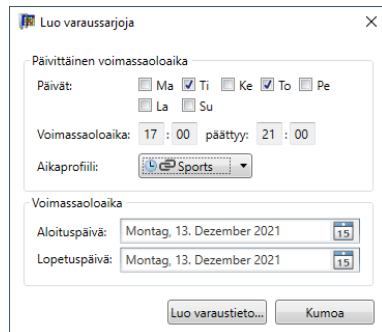 Luo varaussarjoja
Päivittäinen voimassaoloaika
Päivät: Ma Ti Ke To Pe
La Su
Voimassaoloaika: 17 : 00 päättyy: 21 : 00
Aikaprofiili: Sports
Voimassaoloaika
Aloituspäivä: Montag, 13. Dezember 2021 15
Lopetuspäivä: Montag, 13. Dezember 2021 15
Luo varaustieto... Kumoa